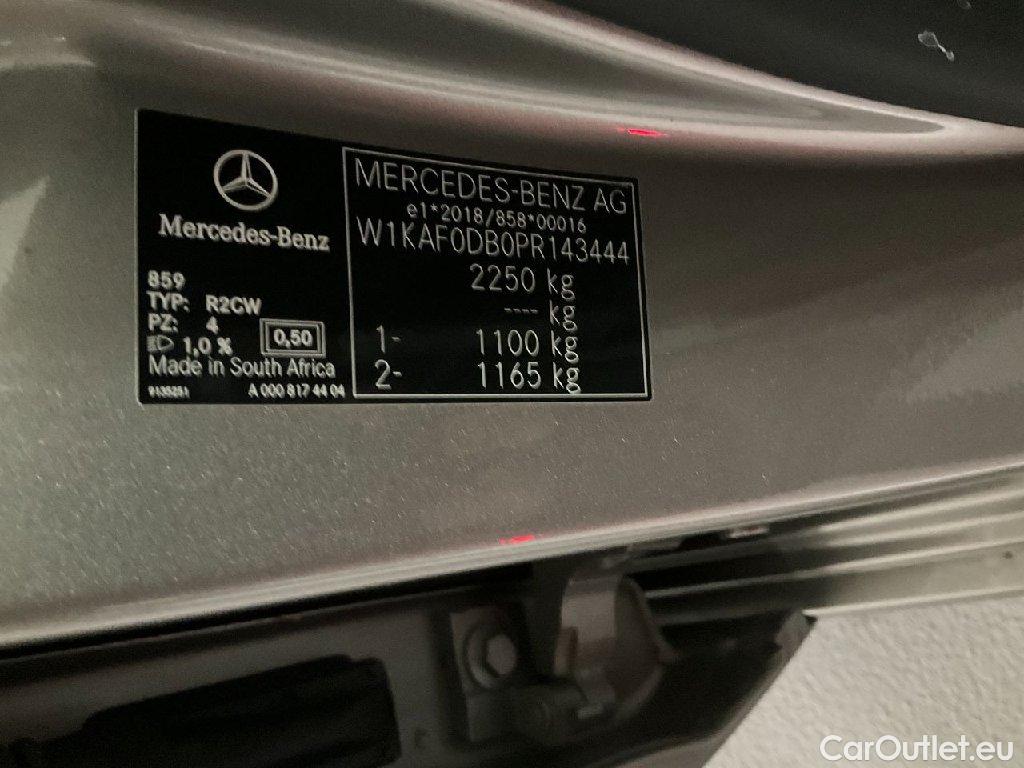 Mercedes-Benz
859
TYP: R2CW
PZ: 4
1,0 %
0,50
Made in South Africa
9135251
A 000 817 44 04
MERCEDES-BENZ AG
e1*2018/858*00016
W1KAF0DB0PR143444
2250 kg
---- kg
1- 1100 kg
2- 1165 kg
CarOutlet.eu